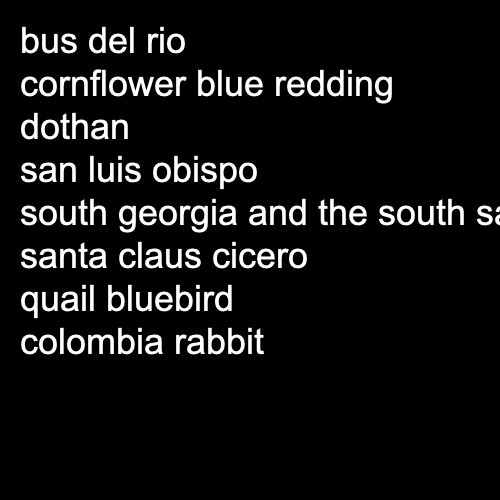 bus del rio
cornflower blue redding
dothan
san luis obispo
south georgia and the south
santa claus cicero
quail bluebird
colombia rabbit